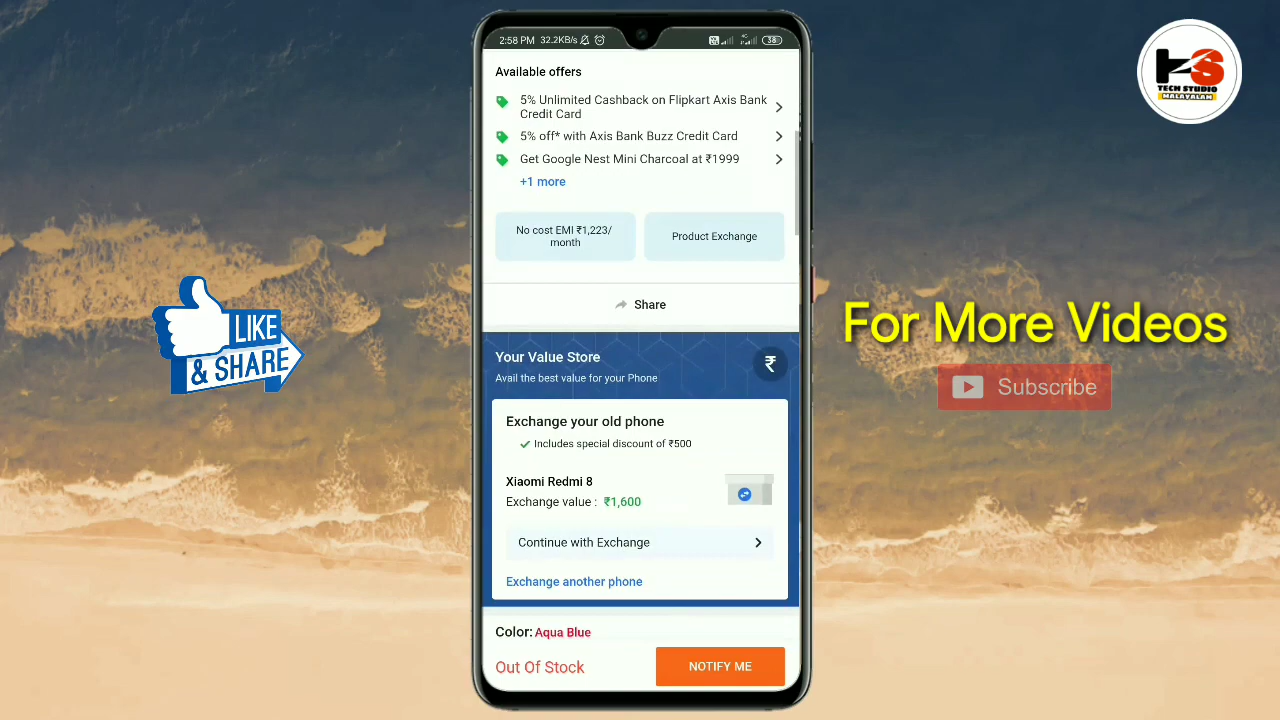 2:58 PM 32.2KB/s
38
Available offers
5% Unlimited Cashback on Flipkart Axis Bank
Credit Card
5% off* with Axis Bank Buzz Credit Card
Get Google Nest Mini Charcoal at ₹1999
+1 more
No cost EMI ₹1,223/
month
Product Exchange
Share
Your Value Store
₹
Avail the best value for your Phone
Exchange your old phone
Includes special discount of ₹500
Xiaomi Redmi 8
Exchange value : ₹1,600
Continue with Exchange
Exchange another phone
Color: Aqua Blue
Out Of Stock
NOTIFY ME
LIKE
& SHARE
TECH STUDIO
MALAYALAM
For More Videos
Subscribe